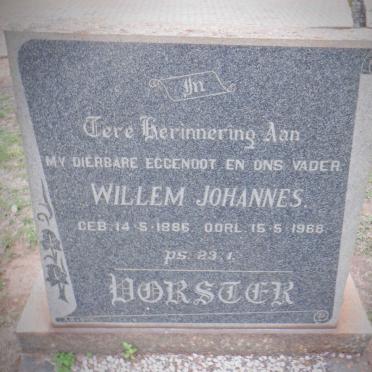 In
Tere Herinnering Aan
MY DIERBARE EGGENOOT EN ONS VADER
WILLEM JOHANNES.
GEB. 14-5-1886. OORL. 15-5-1968.
PS. 23.1.
VORSTER